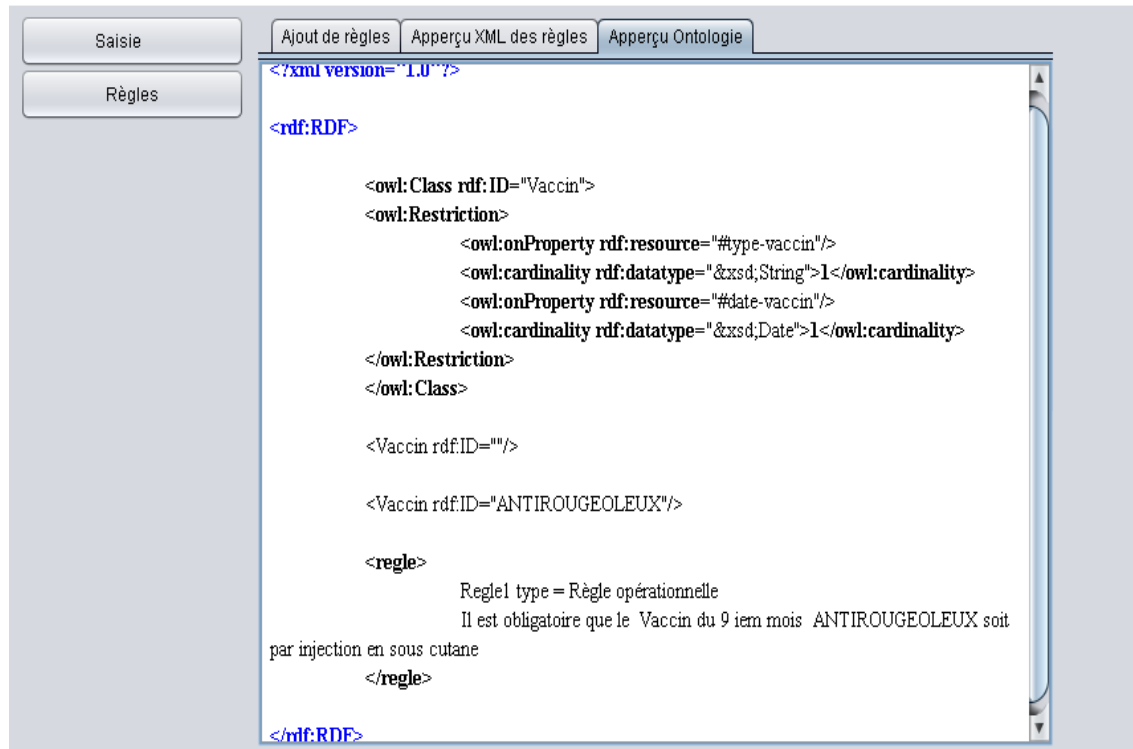 Saisie
Règles
Ajout de règles
Apperçu XML des règles
Apperçu Ontologie
<?xml version="1.0"?>
<rdf:RDF>
<owl:Class rdf:ID="Vaccin">
<owl:Restriction>
<owl:onProperty rdf:resource="#type-vaccin"/>
<owl:cardinality rdf:datatype="&xsd;String">1</owl:cardinality>
<owl:onProperty rdf:resource="#date-vaccin"/>
<owl:cardinality rdf:datatype="&xsd;Date">1</owl:cardinality>
</owl:Restriction>
</owl:Class>
<Vaccin rdf:ID=""/>
<Vaccin rdf:ID="ANTIROUGEOLEUX"/>
<regle>
Regle1 type = Règle opérationnelle
Il est obligatoire que le  Vaccin du 9 iem mois  ANTIROUGEOLEUX soit
par injection en sous cutane
</regle>
</rdf:RDF>